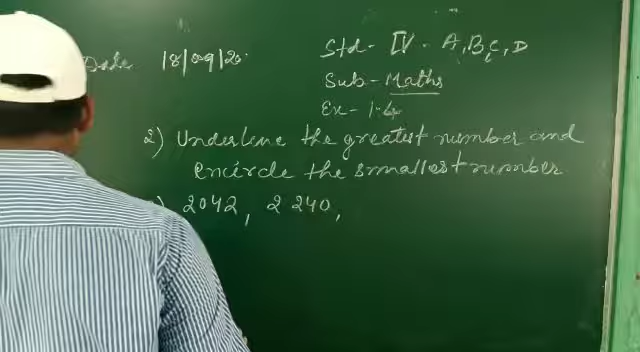 Date 18/09/20.
Std- IV - A, B, C, D
Sub- Maths
Ex- 1.4
2) Underline the greatest number and
encircle the smallest number
) 2042, 2240,